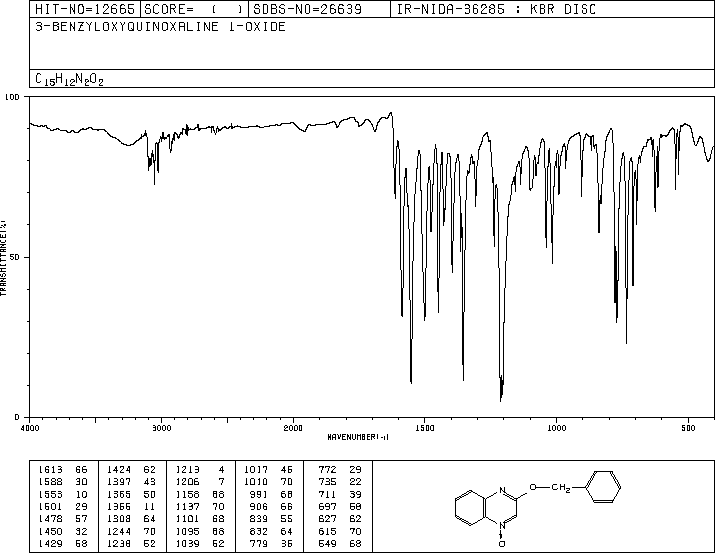 HIT-NO=12665 SCORE= ( ) SDBS-NO=26639 IR-NIDA-36285 : KBR DISC
3-BENZYLOXYQUINOXALINE 1-OXIDE
C15H12N2O2
100
50
0
TRANSMITTANCE(%)
4000 3000 2000 1500 1000 500
WAVENUMBER(-1)
1613 66 1424 62 1213 4 1017 46 772 29
1588 30 1397 43 1206 7 1010 70 735 22
1553 10 1365 50 1158 68 991 68 711 39
1501 29 1355 11 1137 70 906 66 697 58
1478 57 1308 64 1101 68 839 55 627 62
1450 32 1244 70 1095 68 832 64 615 70
1429 68 1238 52 1039 52 779 35 549 68
N O CH2
N
O